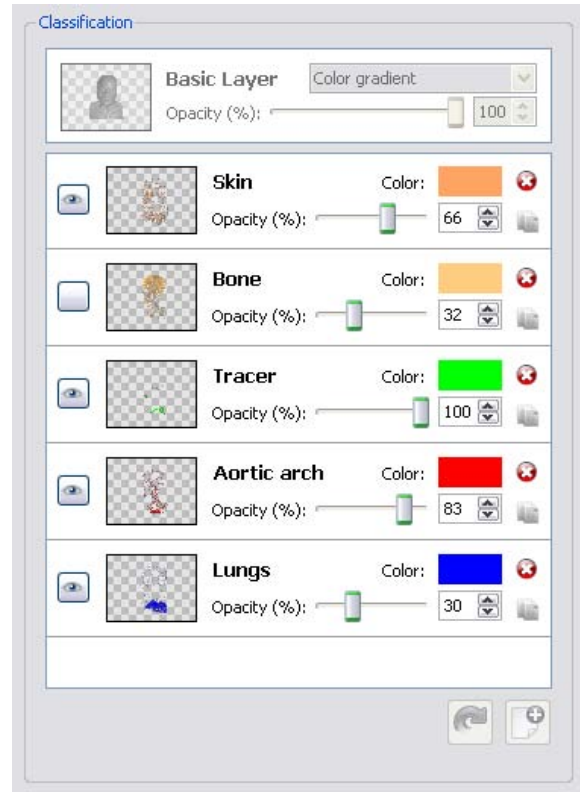 Classification
Basic Layer Color gradient
Opacity (%): 100
Skin Color:
Opacity (%): 66
Bone Color:
Opacity (%): 32
Tracer Color:
Opacity (%): 100
Aortic arch Color:
Opacity (%): 83
Lungs Color:
Opacity (%): 30